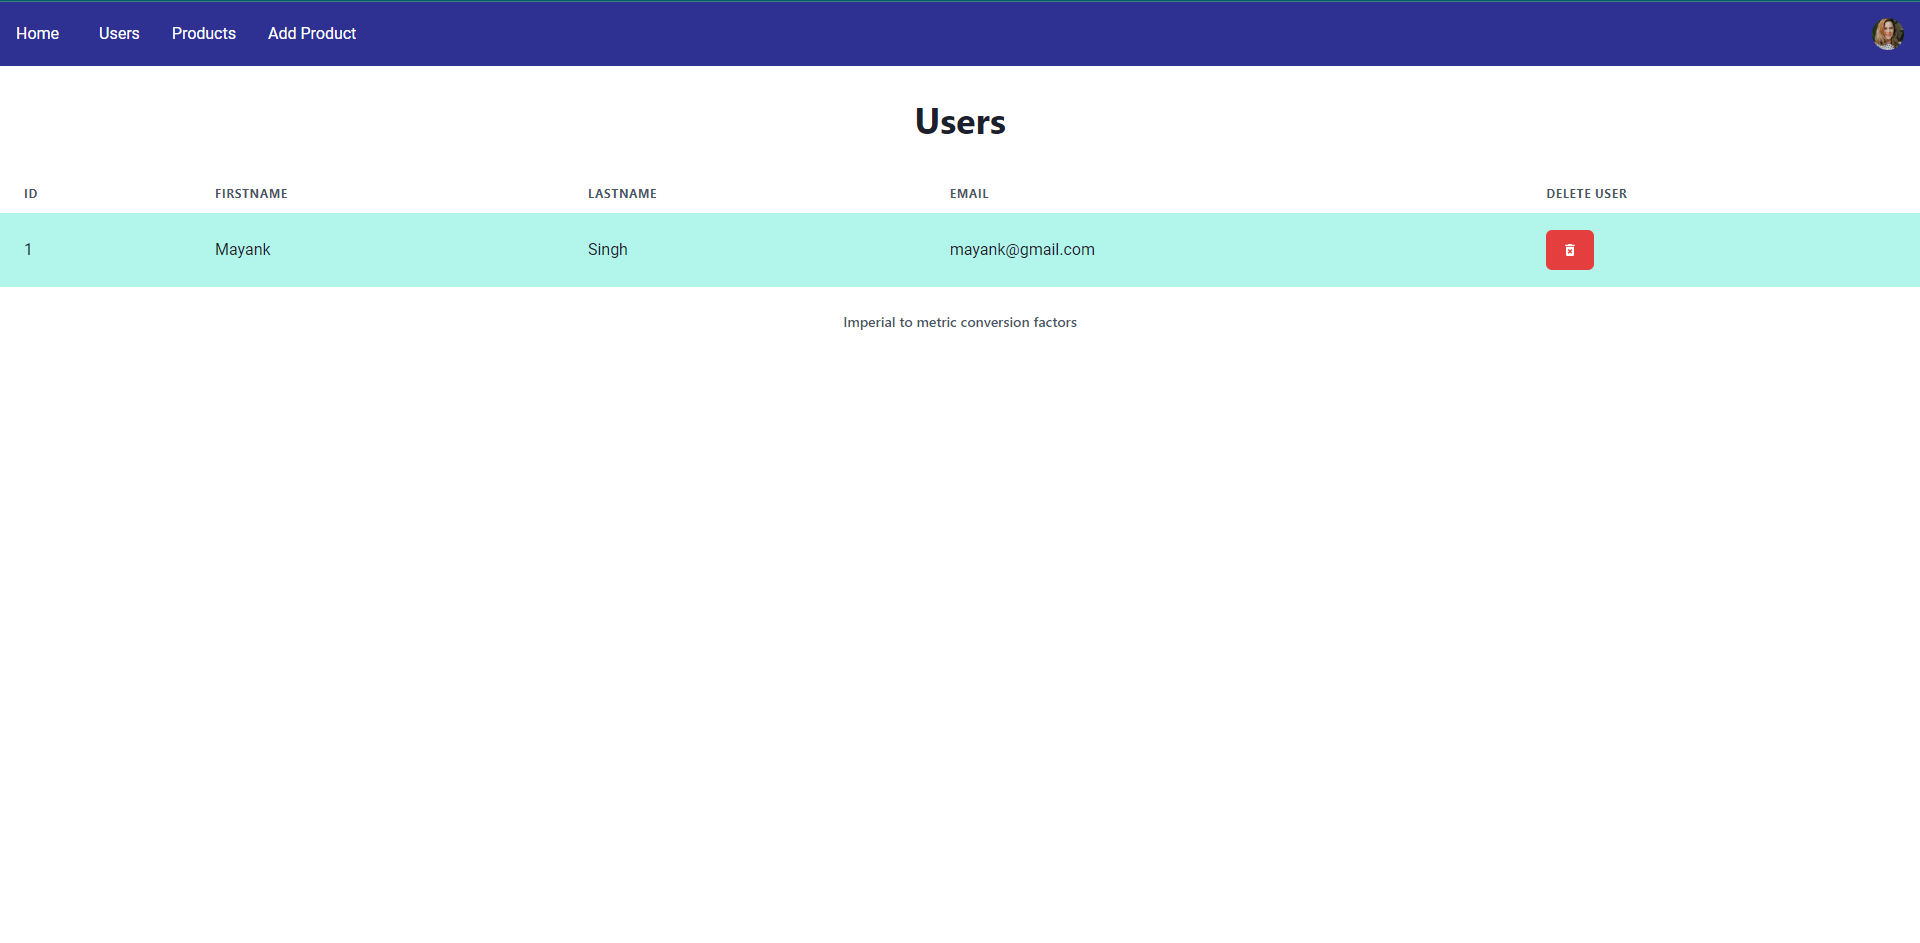 Home Users Products Add Product
Users
ID FIRSTNAME LASTNAME EMAIL DELETE USER
1 Mayank Singh mayank@gmail.com
Imperial to metric conversion factors